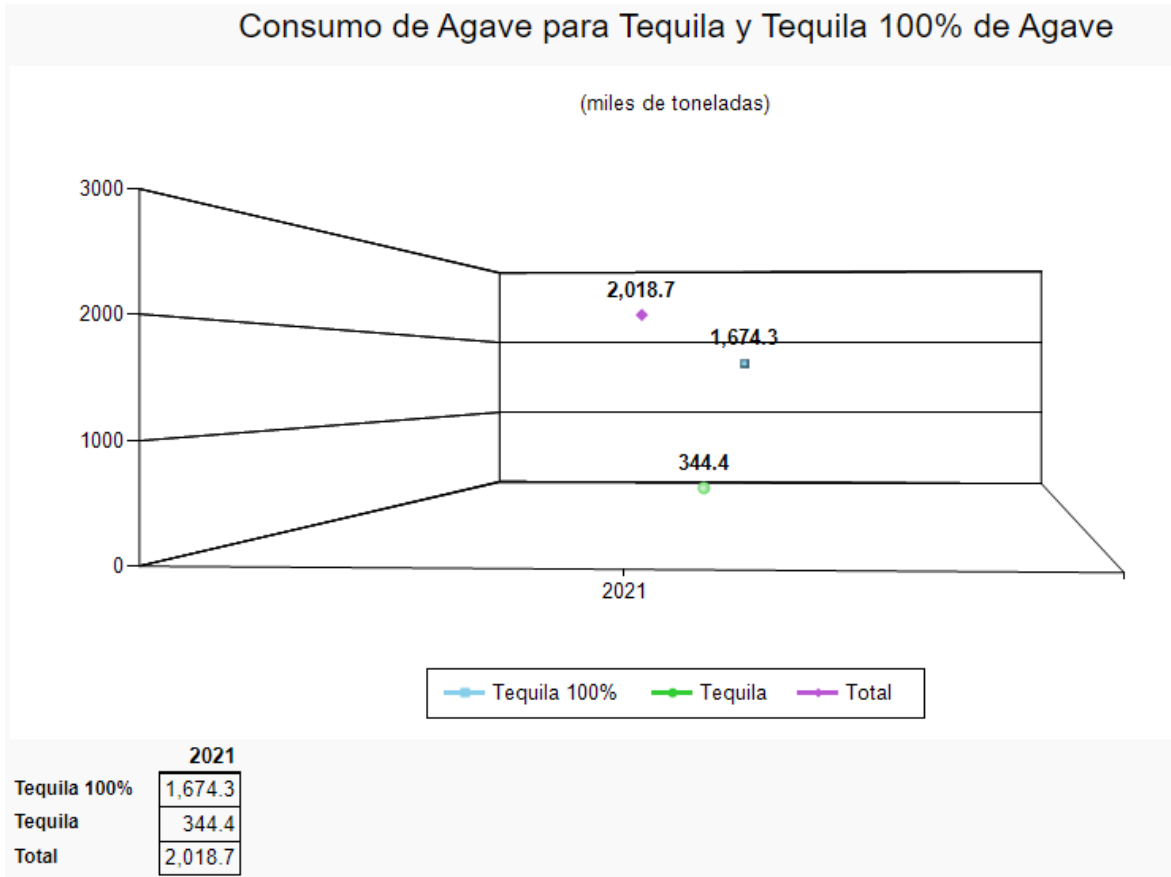 Consumo de Agave para Tequila y Tequila 100% de Agave
(miles de toneladas)
3000
2000
1000
0
2,018.7
1,674.3
344.4
2021
Tequila 100% Tequila Total
2021
Tequila 100% 1,674.3
Tequila 344.4
Total 2,018.7